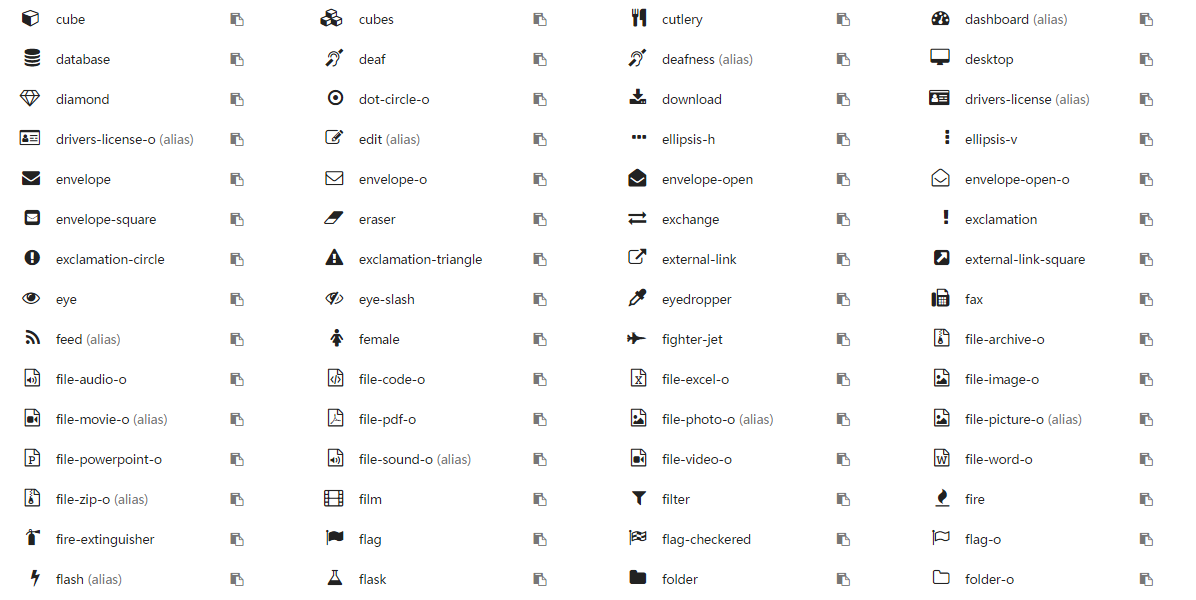 cube cubes cutlery dashboard (alias)
database deaf deafness (alias) desktop
diamond dot-circle-o download drivers-license (alias)
drivers-license-o (alias) edit (alias) ellipsis-h ellipsis-v
envelope envelope-o envelope-open envelope-open-o
envelope-square eraser exchange exclamation
exclamation-circle exclamation-triangle external-link external-link-square
eye eye-slash eyedropper fax
feed (alias) female fighter-jet file-archive-o
file-audio-o file-code-o file-excel-o file-image-o
file-movie-o (alias) file-pdf-o file-photo-o (alias) file-picture-o (alias)
file-powerpoint-o file-sound-o (alias) file-video-o file-word-o
file-zip-o (alias) film filter fire
fire-extinguisher flag flag-checkered flag-o
flash (alias) flask folder folder-o